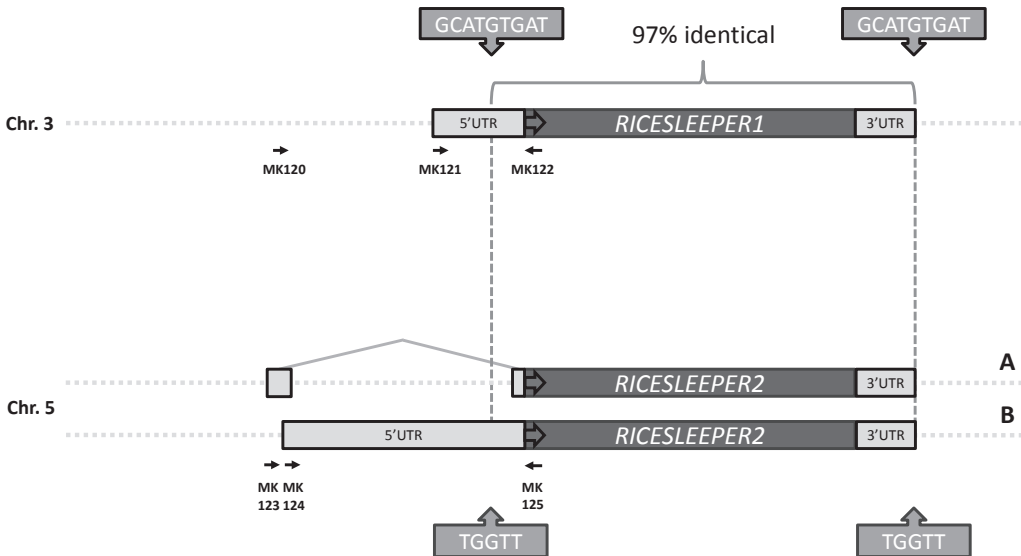 GCATGTGAT GCATGTGAT
97% identical
Chr. 3
5'UTR RICESLEEPER1 3'UTR
MK120 MK121 MK122
A
RICESLEEPER2 3'UTR
Chr. 5
B
5'UTR RICESLEEPER2 3'UTR
MK MK MK
123 124 125
TGGTT TGGTT